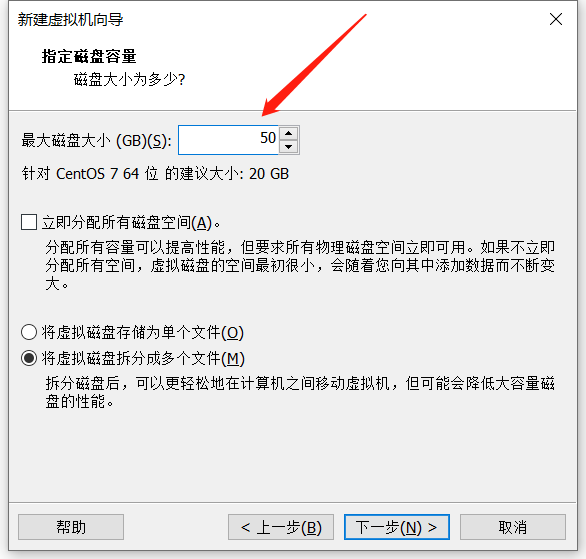 新建虚拟机向导
指定磁盘容量
磁盘大小为多少?
最大磁盘大小 (GB)(S): 50
针对 CentOS 7 64 位 的建议大小: 20 GB
立即分配所有磁盘空间(A)。
分配所有容量可以提高性能，但要求所有物理磁盘空间立即可用。如果不立即
分配所有空间，虚拟磁盘的空间最初很小，会随着您向其中添加数据而不断变
大。
将虚拟磁盘存储为单个文件(O)
将虚拟磁盘拆分成多个文件(M)
拆分磁盘后，可以更轻松地在计算机之间移动虚拟机，但可能会降低大容量磁
盘的性能。
帮助 < 上一步(B) 下一步(N) > 取消